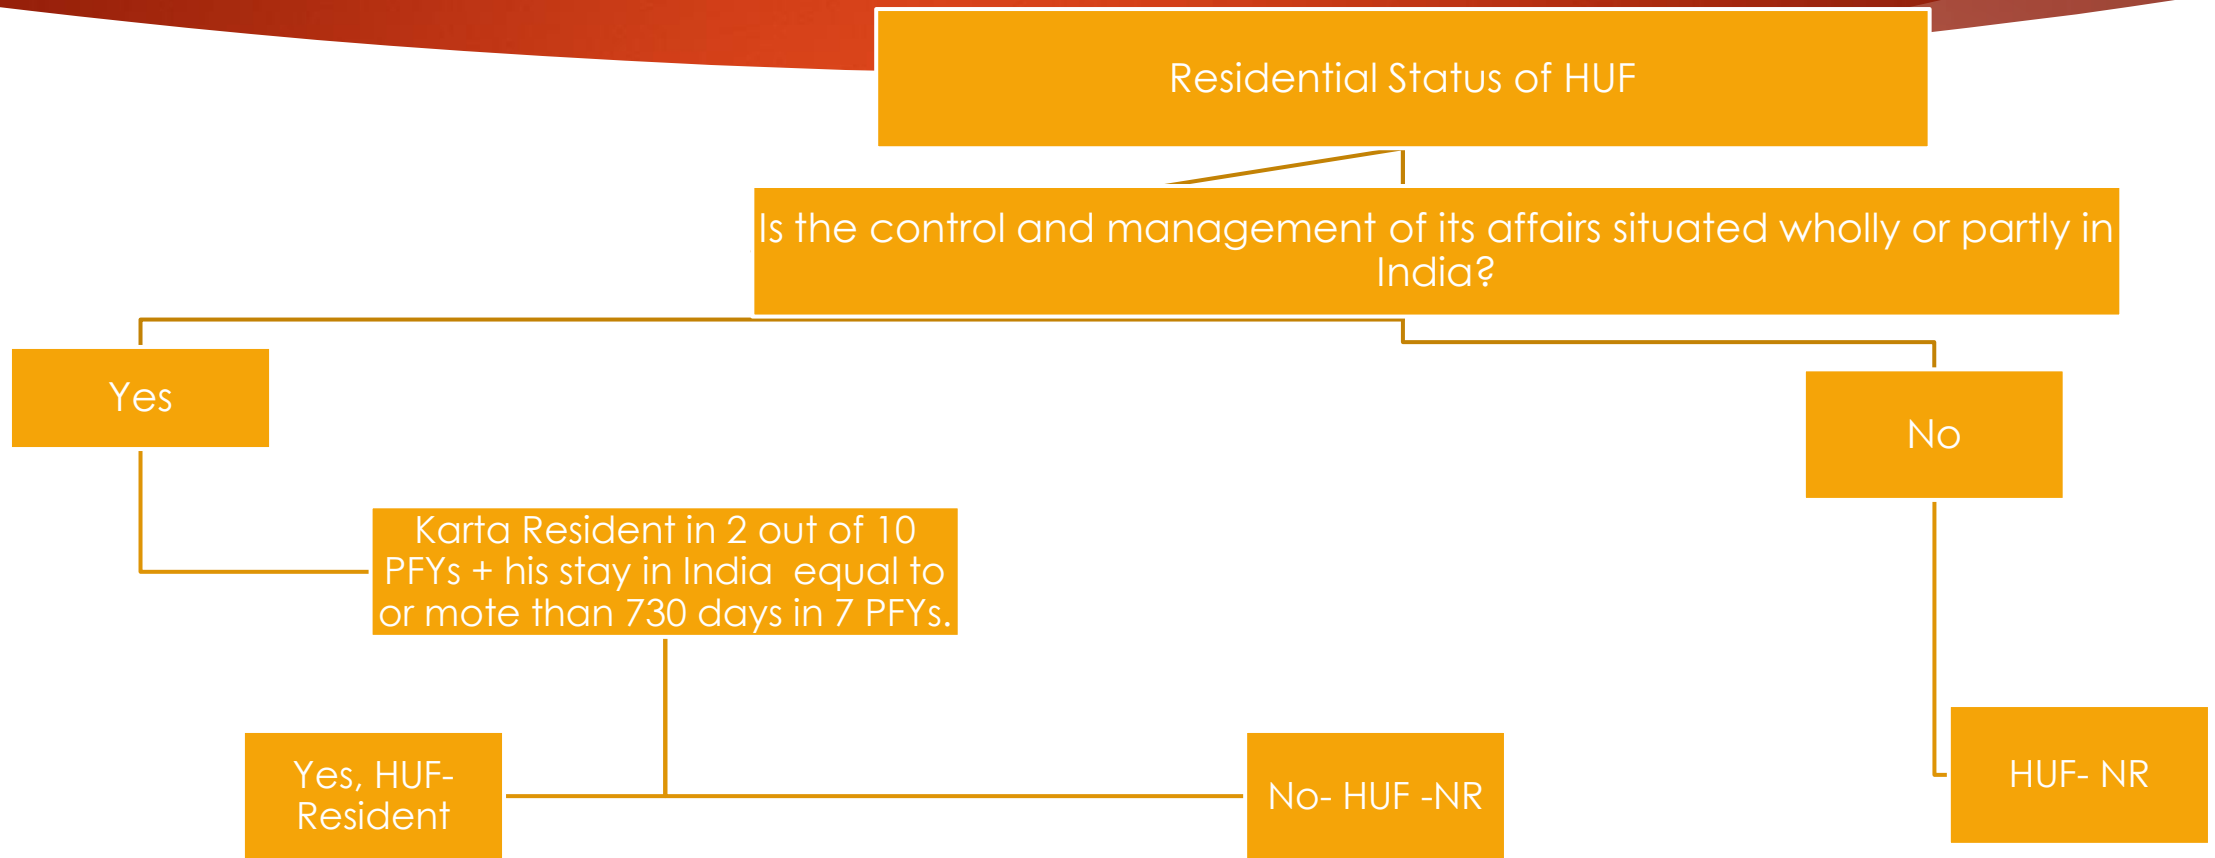 Residential Status of HUF
Is the control and management of its affairs situated wholly or partly in
India?
Yes
No
Karta Resident in 2 out of 10
PFYs + his stay in India  equal to
or mote than 730 days in 7 PFYs.
Yes, HUF-
Resident
No- HUF -NR
HUF- NR